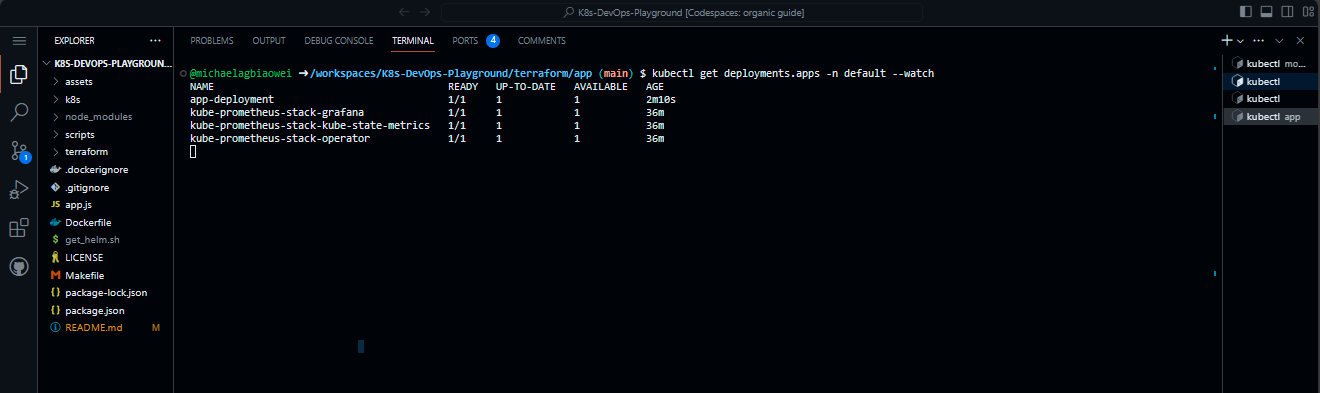 K8s-DevOps-Playground [Codespaces: organic guide]
EXPLORER
PROBLEMS OUTPUT DEBUG CONSOLE TERMINAL PORTS 4 COMMENTS
K8S-DEVOPS-PLAYGROUN...
assets
k8s
node_modules
scripts
terraform
.dockerignore
.gitignore
JS app.js
Dockerfile
$ get_helm.sh
LICENSE
M Makefile
{} package-lock.json
{} package.json
README.md M
1
@michaelagbiaowei ➜/workspaces/K8s-DevOps-Playground/terraform/app (main) $ kubectl get deployments.apps -n default --watch
NAME READY UP-TO-DATE AVAILABLE AGE
app-deployment 1/1 1 1 2m10s
kube-prometheus-stack-grafana 1/1 1 1 36m
kube-prometheus-stack-kube-state-metrics 1/1 1 1 36m
kube-prometheus-stack-operator 1/1 1 1 36m
kubectl mo...
kubectl
kubectl
kubectl app